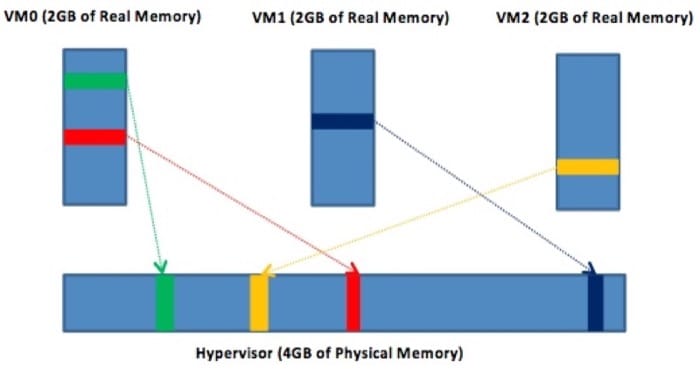 VM0 (2GB of Real Memory)
VM1 (2GB of Real Memory)
VM2 (2GB of Real Memory)
Hypervisor (4GB of Physical Memory)